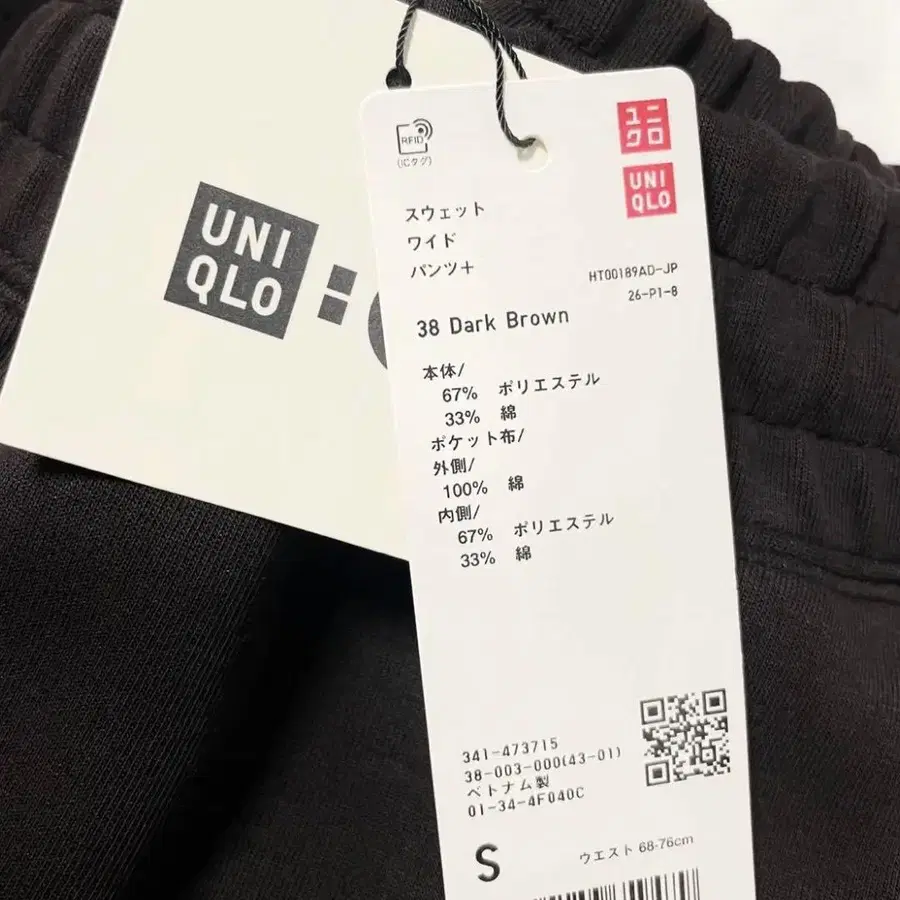 UNI
QLO
:
RFID
(ICタグ)
ユニ
クロ
UNI
QLO
スウェット
ワイド
パンツ+
HT00189AD-JP
26-P1-8
38 Dark Brown
本体/
67% ポリエステル
33% 綿
ポケット布/
外側/
100% 綿
内側/
67% ポリエステル
33% 綿
341-473715
38-003-000(43-01)
ベトナム製
01-34-4F040C
S
ウエスト 68-76cm